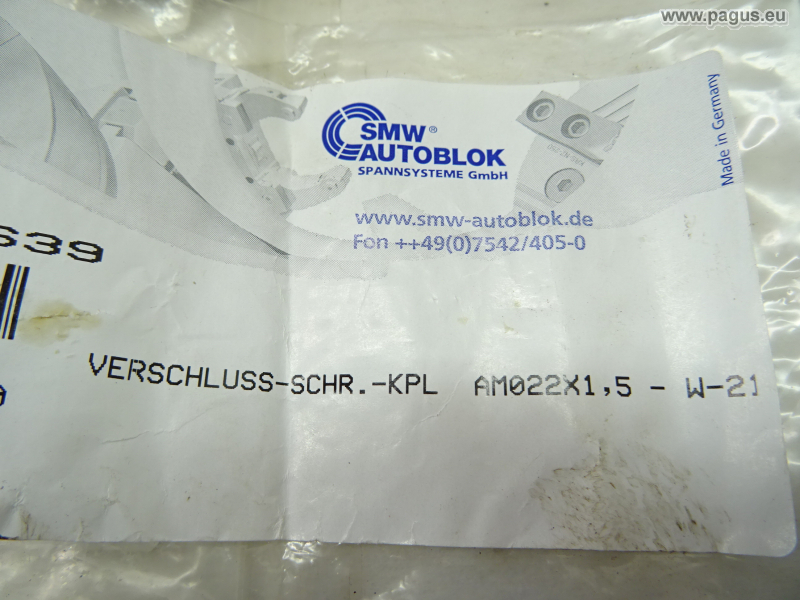 www.pagus.eu
SMW®
AUTOBLOK
SPANNSYSTEME GmbH
Made in Germany
www.smw-autoblok.de
Fon ++49(0)7542/405-0
639
VERSCHLUSS-SCHR.-KPL AM022X1,5 - W-21
0